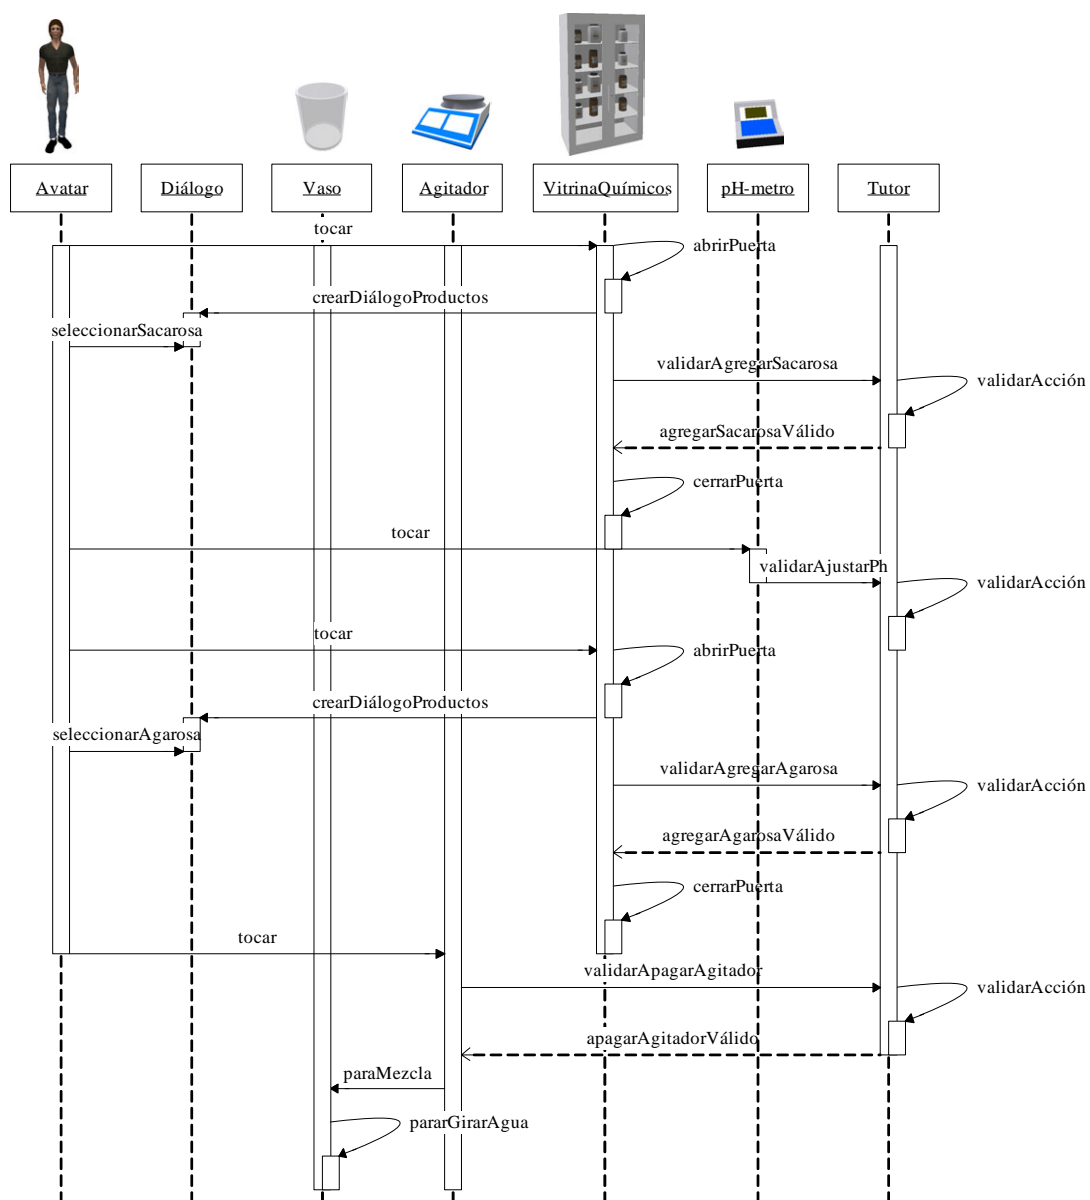 Avatar
Diálogo
Vaso
Agitador
VitrinaQuímicos
pH-metro
Tutor
tocar
abrirPuerta
crearDiálogoProductos
seleccionarSacarosa
validarAgregarSacarosa
validarAcción
agregarSacarosaVálido
cerrarPuerta
tocar
validarAjustarPh
validarAcción
tocar
abrirPuerta
crearDiálogoProductos
seleccionarAgarosa
validarAgregarAgarosa
validarAcción
agregarAgarosaVálido
cerrarPuerta
tocar
validarApagarAgitador
validarAcción
apagarAgitadorVálido
paraMezcla
pararGirarAgua